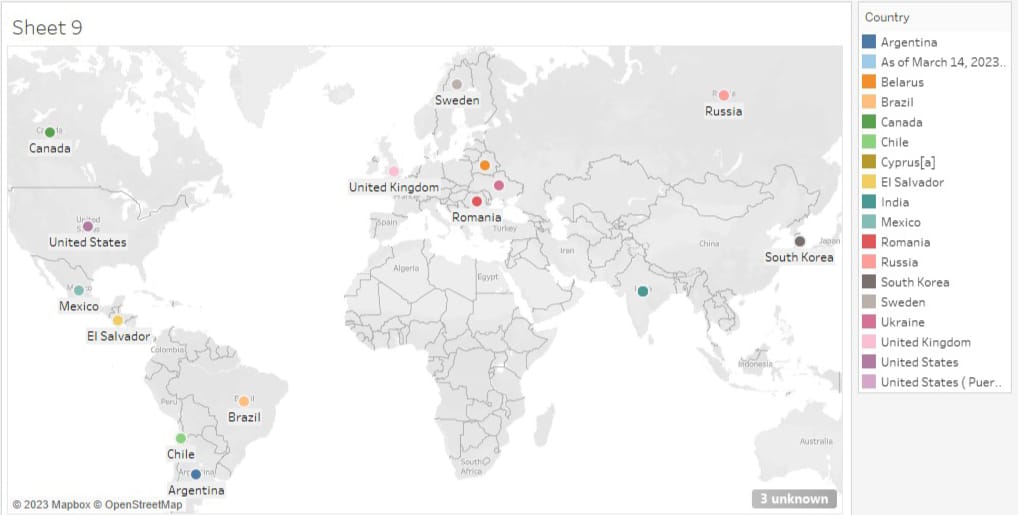 Sheet 9
Country
Argentina
As of March 14, 2023..
Belarus
Brazil
Canada
Chile
Cyprus[a]
El Salvador
India
Mexico
Romania
Russia
South Korea
Sweden
Ukraine
United Kingdom
United States
United States ( Puer..
Sweden
Russia
Canada
United Kingdom
France
Romania
Spain
Turkey
United States
China
Japan
South Korea
Iran
Algeria
Egypt
Mexico
El Salvador
Colombia
Indonesia
Peru
Brazil
Chile
Australia
South
Africa
Argentina
© 2023 Mapbox © OpenStreetMap
3 unknown